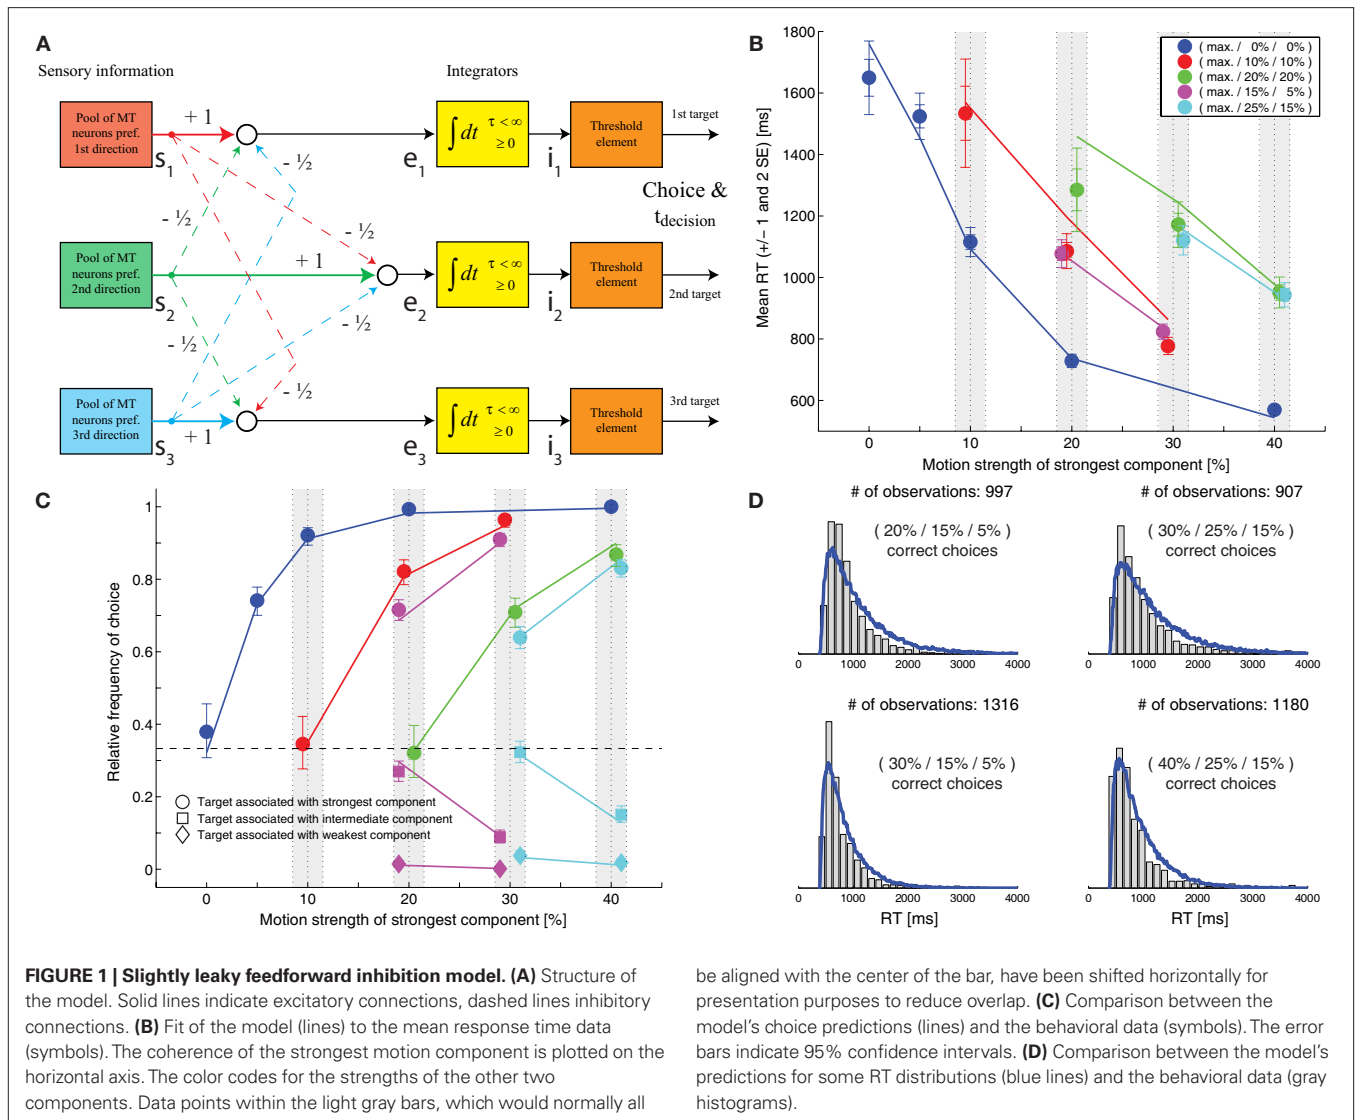 A
Sensory information
Integrators
Pool of MT
neurons pref.
1st direction
+ 1
s1
- ½
e1
∫ dt τ < ∞
≥ 0
i1
Threshold
element
1st target
Choice &
tdecision
- ½
- ½
Pool of MT
neurons pref.
2nd direction
+ 1
s2
e2
∫ dt τ < ∞
≥ 0
i2
Threshold
element
2nd target
- ½
- ½
- ½
Pool of MT
neurons pref.
3rd direction
+ 1
s3
e3
∫ dt τ < ∞
≥ 0
i3
Threshold
element
3rd target
B
Mean RT (+/− 1 and 2 SE) [ms]
1800
1600
1400
1200
1000
800
600
( max. / 0% / 0% )
( max. / 10% / 10% )
( max. / 20% / 20% )
( max. / 15% / 5% )
( max. / 25% / 15% )
0 10 20 30 40
Motion strength of strongest component [%]
C
Relative frequency of choice
1
0.8
0.6
0.4
0.2
0
Target associated with strongest component
Target associated with intermediate component
Target associated with weakest component
0 10 20 30 40
Motion strength of strongest component [%]
D
# of observations: 997
( 20% / 15% / 5% )
correct choices
0 1000 2000 3000 4000
# of observations: 907
( 30% / 25% / 15% )
correct choices
0 1000 2000 3000 4000
# of observations: 1316
( 30% / 15% / 5% )
correct choices
0 1000 2000 3000 4000
RT [ms]
# of observations: 1180
( 40% / 25% / 15% )
correct choices
0 1000 2000 3000 4000
RT [ms]
FIGURE 1 | Slightly leaky feedforward inhibition model. (A) Structure of
the model. Solid lines indicate excitatory connections, dashed lines inhibitory
connections. (B) Fit of the model (lines) to the mean response time data
(symbols). The coherence of the strongest motion component is plotted on the
horizontal axis. The color codes for the strengths of the other two
components. Data points within the light gray bars, which would normally all
be aligned with the center of the bar, have been shifted horizontally for
presentation purposes to reduce overlap. (C) Comparison between the
model's choice predictions (lines) and the behavioral data (symbols). The error
bars indicate 95% confidence intervals. (D) Comparison between the model's
predictions for some RT distributions (blue lines) and the behavioral data (gray
histograms).